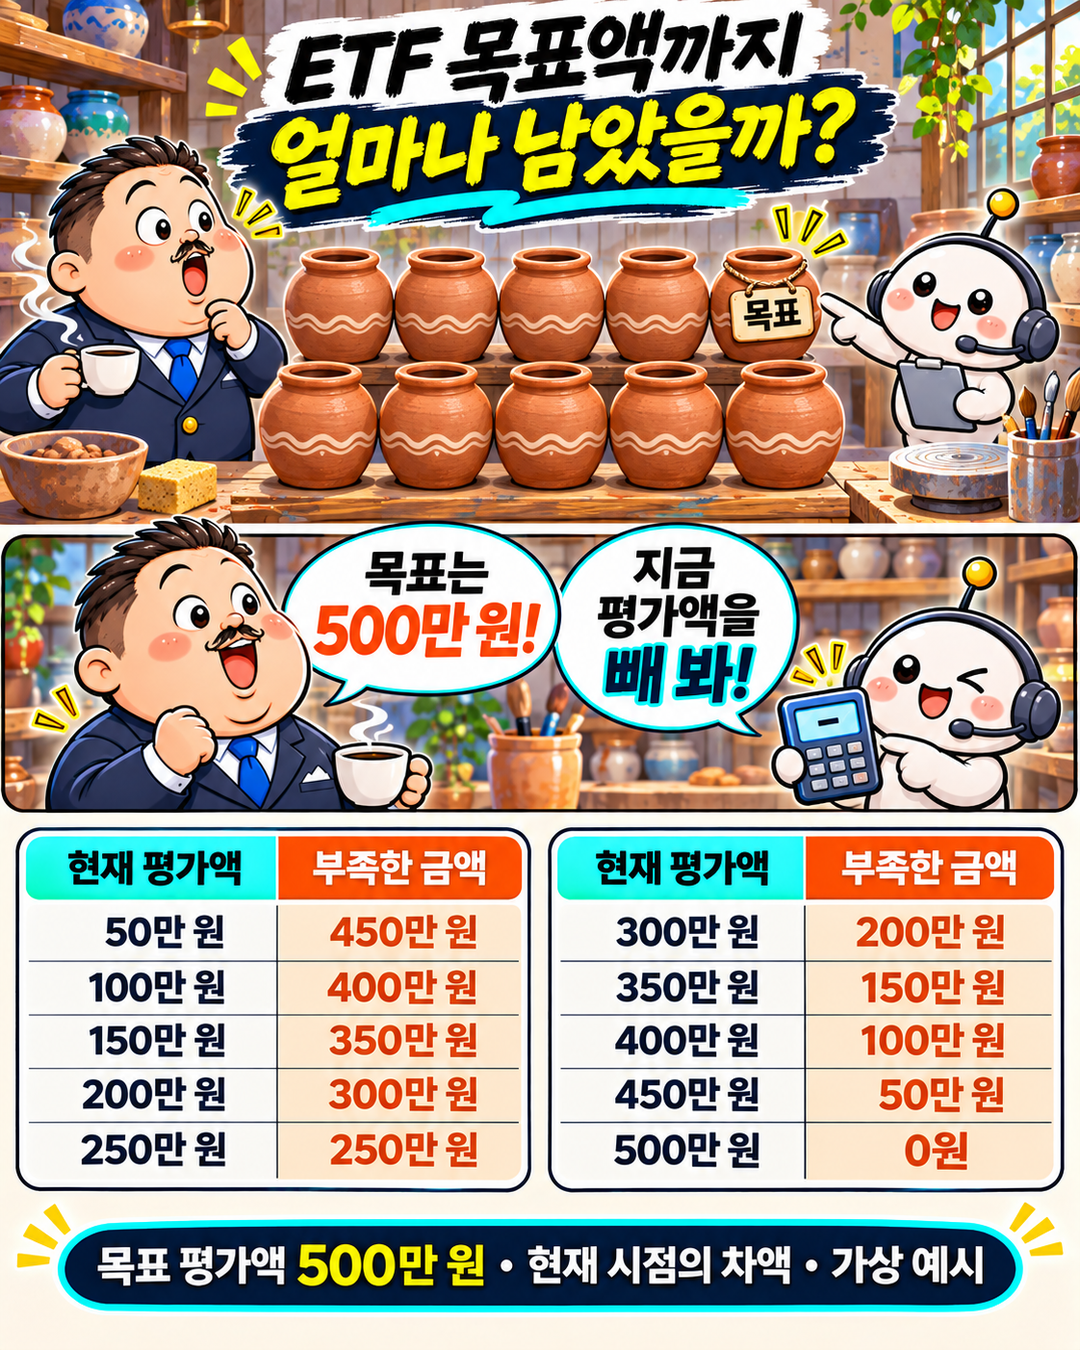 ETF 목표액까지
얼마나 남았을까?
목표
목표는
500만 원!
지금
평가액을
빼 봐!
현재 평가액 부족한 금액
50만 원 450만 원
100만 원 400만 원
150만 원 350만 원
200만 원 300만 원
250만 원 250만 원
현재 평가액 부족한 금액
300만 원 200만 원
350만 원 150만 원
400만 원 100만 원
450만 원 50만 원
500만 원 0원
목표 평가액 500만 원 • 현재 시점의 차액 • 가상 예시